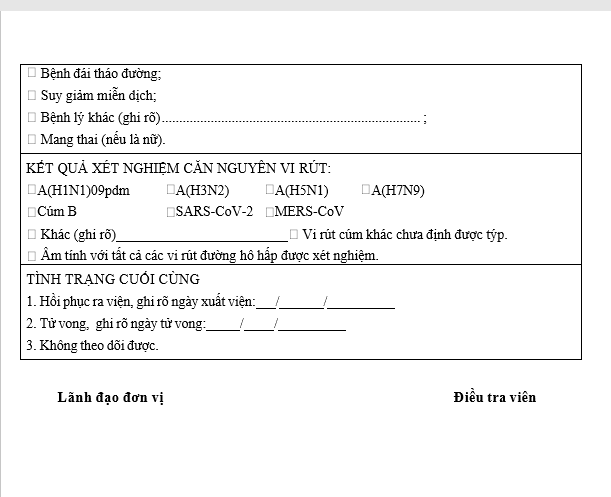 ☐ Bệnh đái tháo đường;
☐ Suy giảm miễn dịch;
☐ Bệnh lý khác (ghi rõ)..........................................................................;
☐ Mang thai (nếu là nữ).
KẾT QUẢ XÉT NGHIỆM CĂN NGUYÊN VI RÚT:
☐A(H1N1)09pdm ☐A(H3N2) ☐A(H5N1) ☐A(H7N9)
☐Cúm B ☐SARS-CoV-2 ☐MERS-CoV
☐ Khác (ghi rõ)_________________________☐ Vi rút cúm khác chưa định được týp.
☐ Âm tính với tất cả các vi rút đường hô hấp được xét nghiệm.
TÌNH TRẠNG CUỐI CÙNG
1. Hồi phục ra viện, ghi rõ ngày xuất viện:___/______/__________
2. Tử vong, ghi rõ ngày tử vong:_____/____/__________
3. Không theo dõi được.
Lãnh đạo đơn vị Điều tra viên